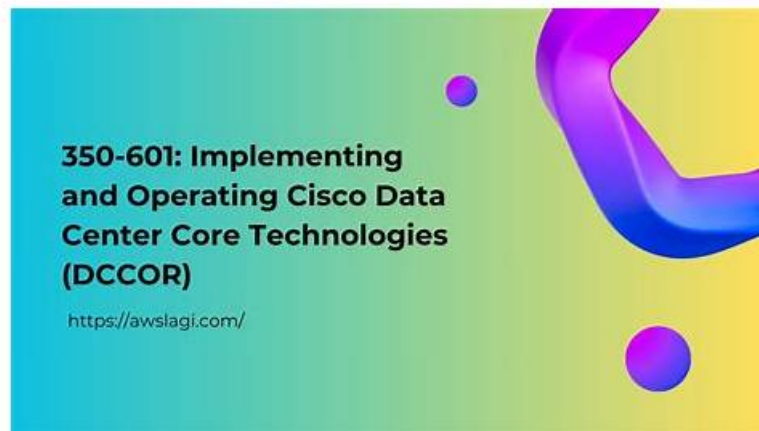 350-601: Implementing
and Operating Cisco Data
Center Core Technologies
(DCCOR)
https://awslagi.com/